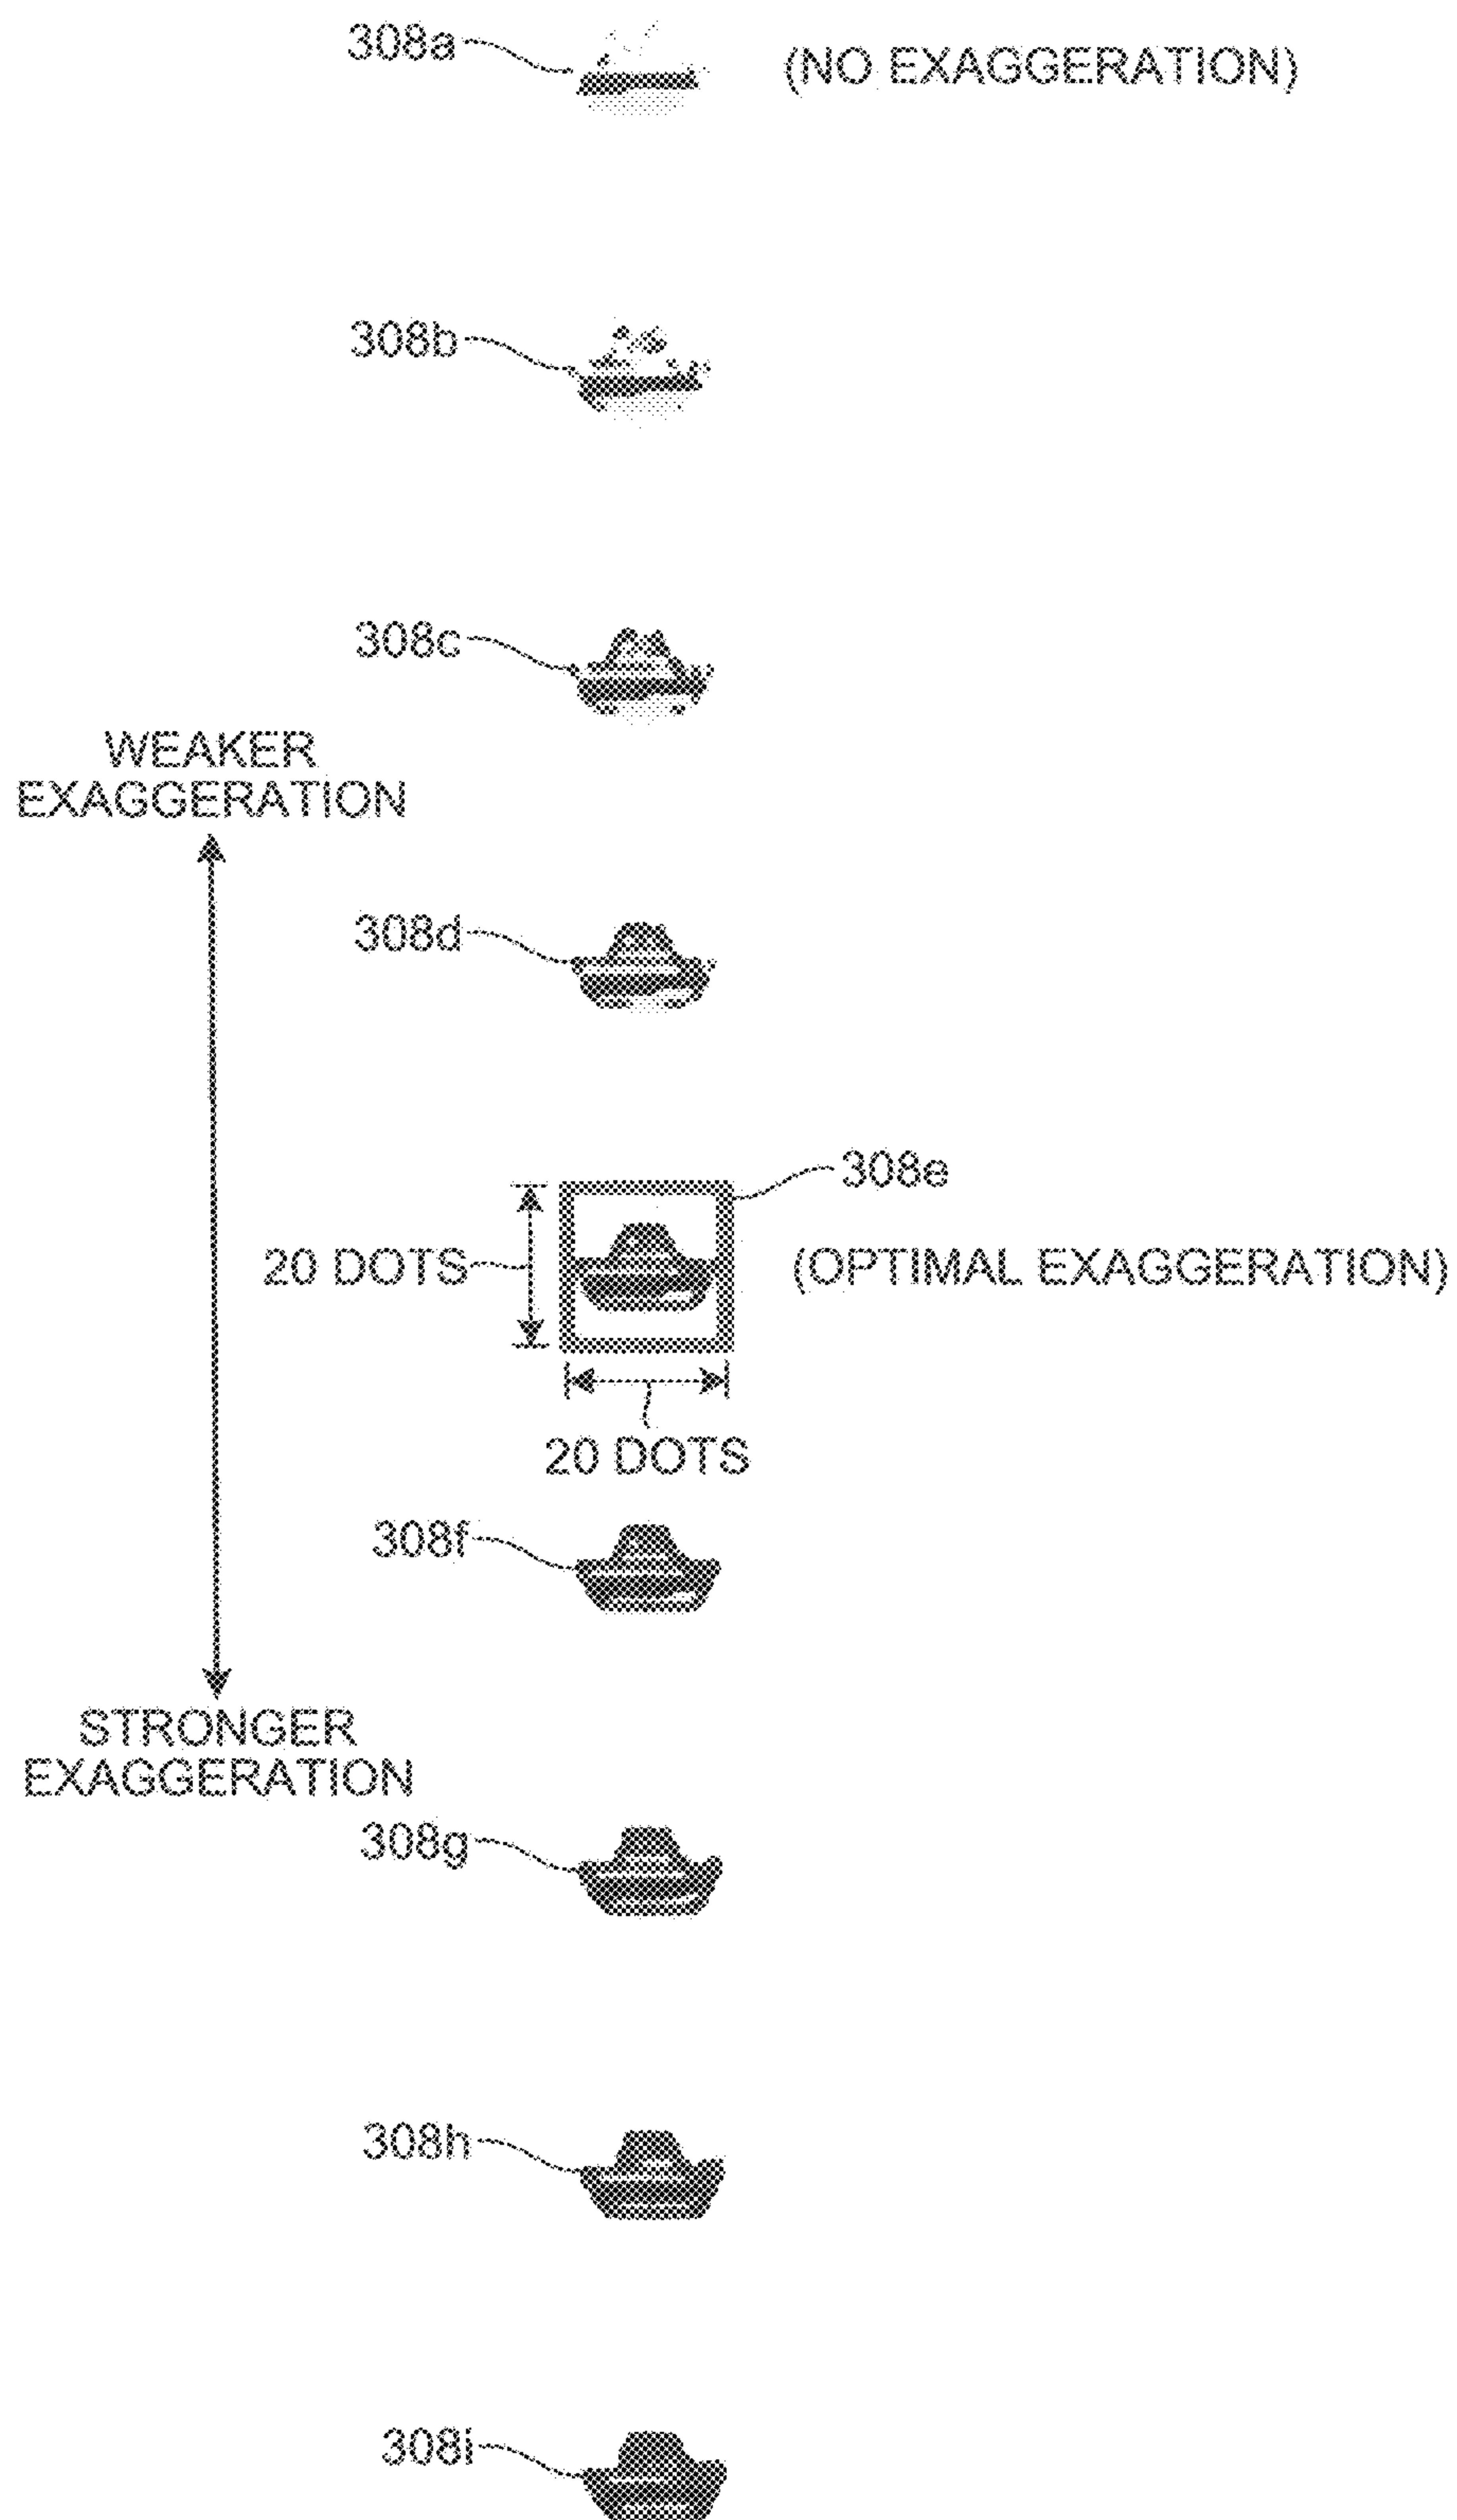 308a
(NO EXAGGERATION)
308b
308c
WEAKER
EXAGGERATION
308d
308e
20 DOTS
(OPTIMAL EXAGGERATION)
20 DOTS
308f
STRONGER
EXAGGERATION
308g
308h
308i